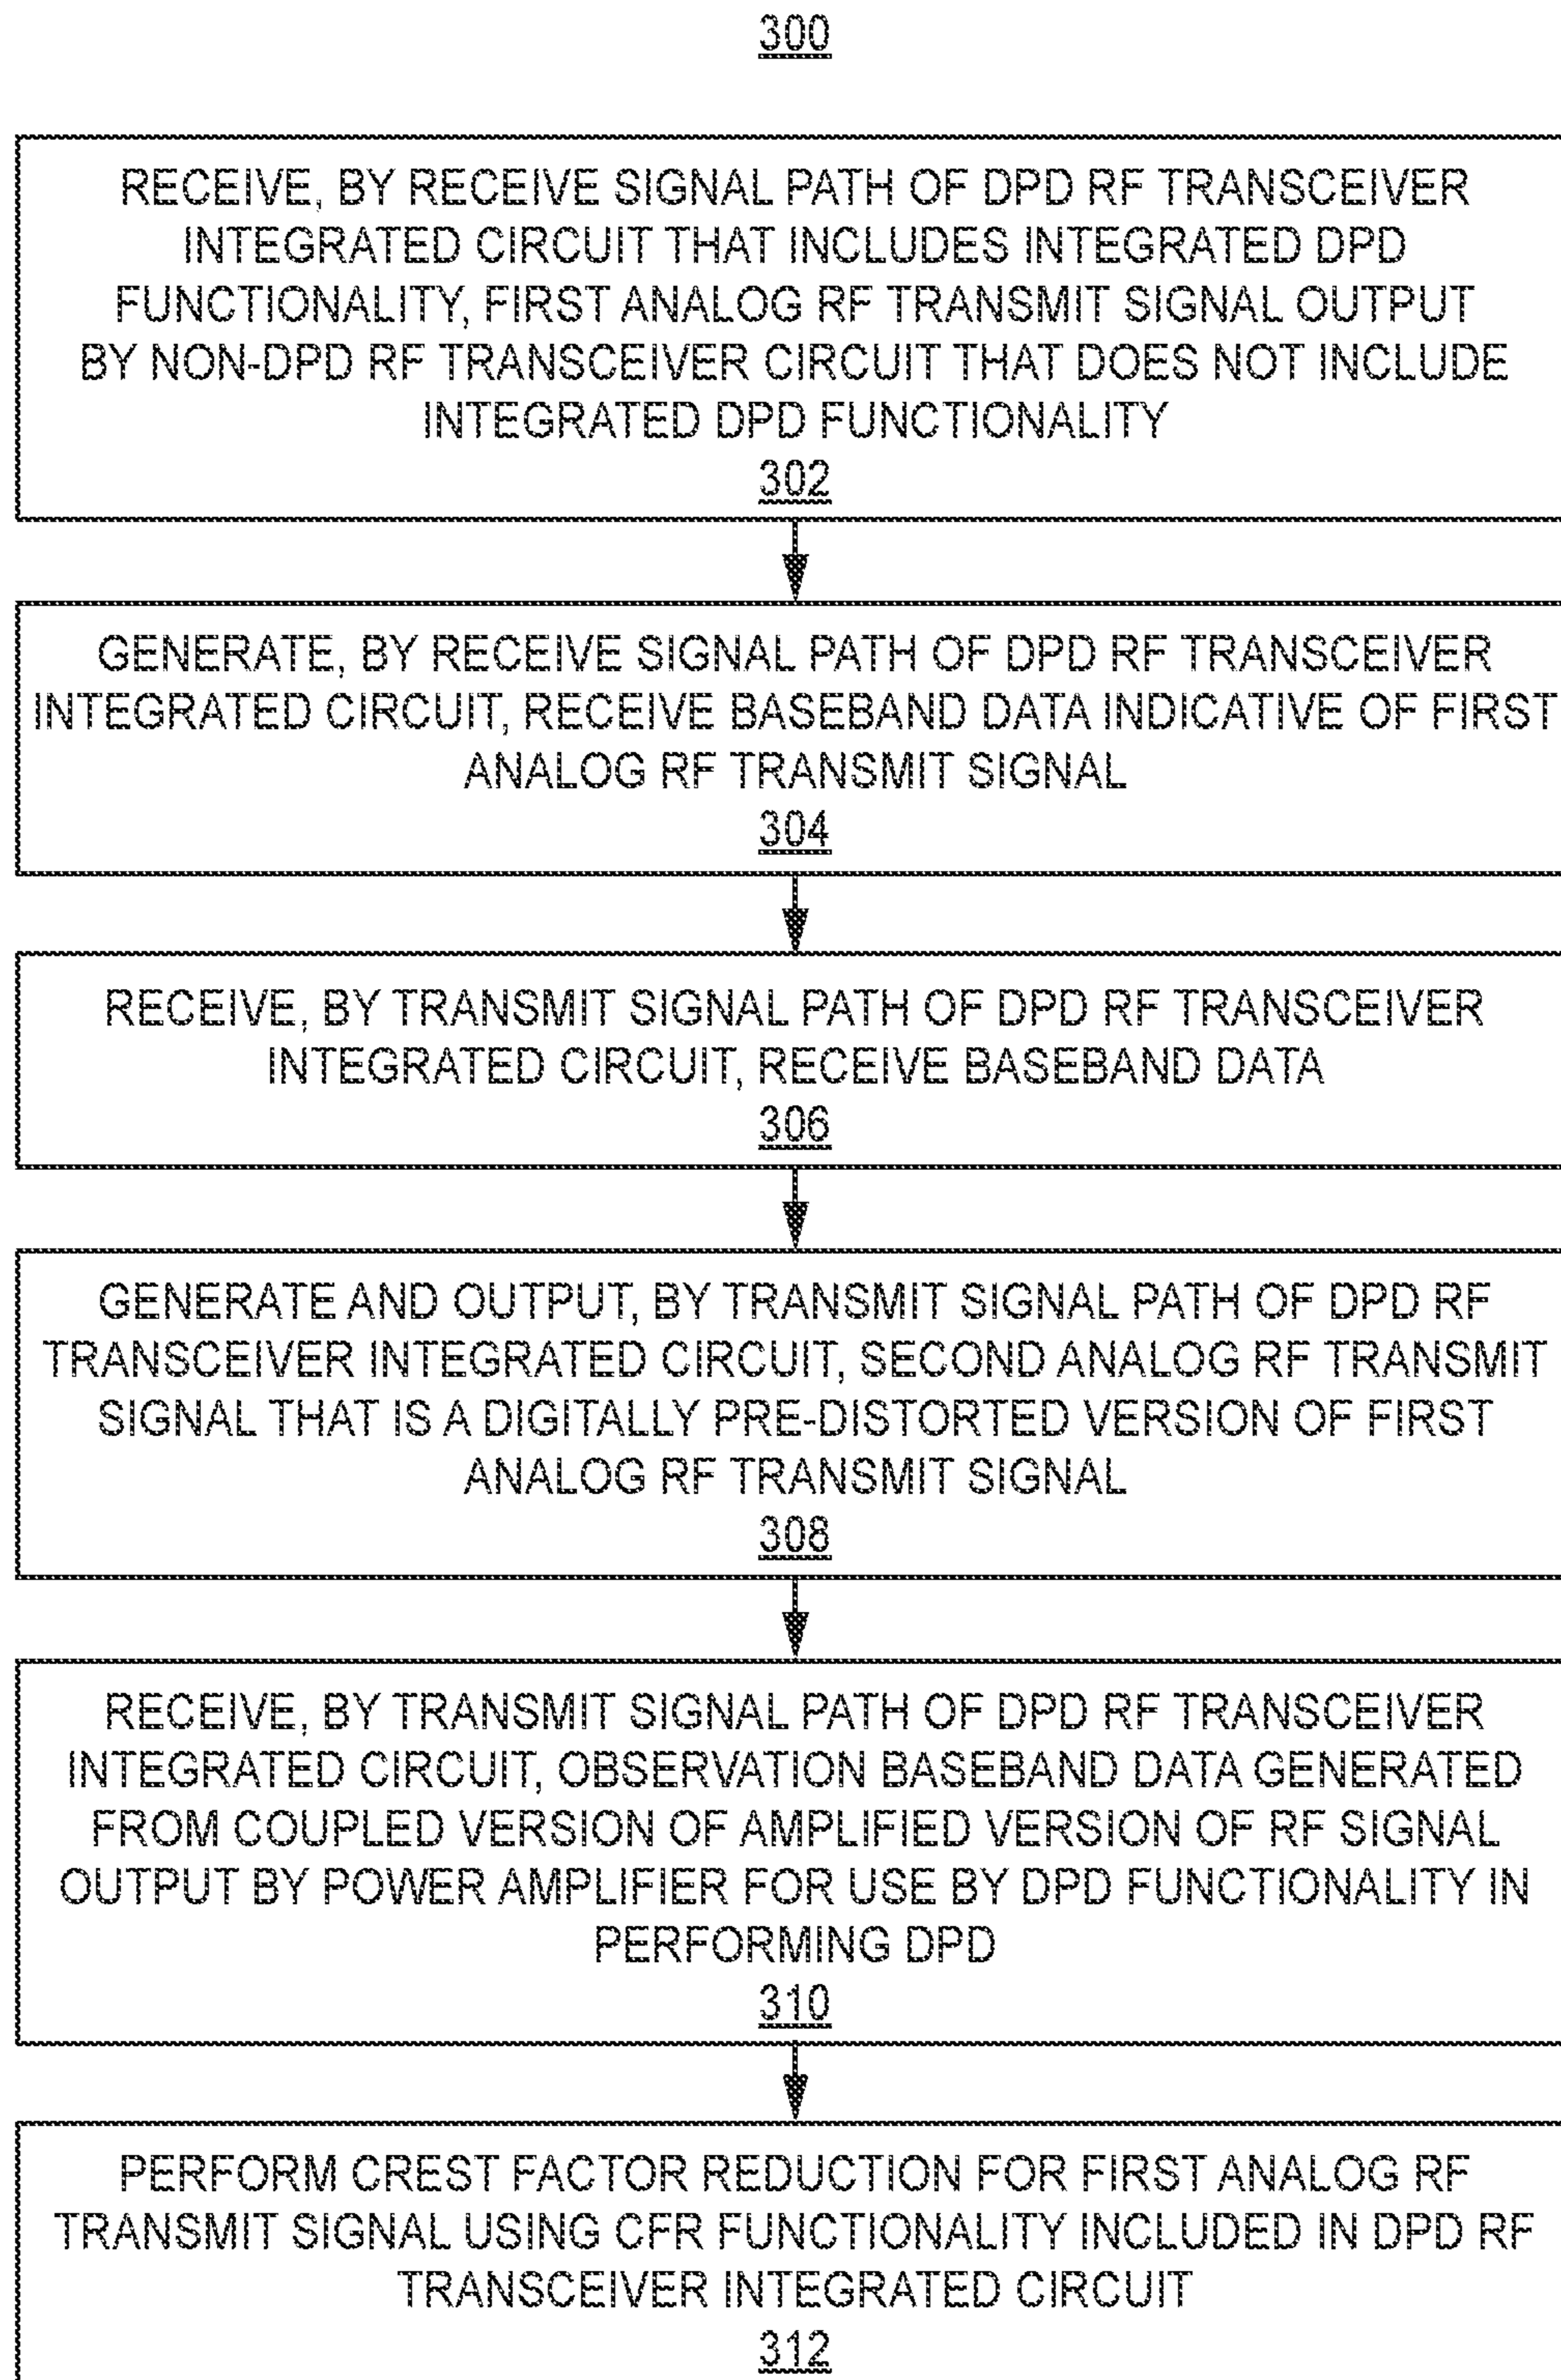 300
RECEIVE, BY RECEIVE SIGNAL PATH OF DPD RF TRANSCEIVER
INTEGRATED CIRCUIT THAT INCLUDES INTEGRATED DPD
FUNCTIONALITY, FIRST ANALOG RF TRANSMIT SIGNAL OUTPUT
BY NON-DPD RF TRANSCEIVER CIRCUIT THAT DOES NOT INCLUDE
INTEGRATED DPD FUNCTIONALITY
302
GENERATE, BY RECEIVE SIGNAL PATH OF DPD RF TRANSCEIVER
INTEGRATED CIRCUIT, RECEIVE BASEBAND DATA INDICATIVE OF FIRST
ANALOG RF TRANSMIT SIGNAL
304
RECEIVE, BY TRANSMIT SIGNAL PATH OF DPD RF TRANSCEIVER
INTEGRATED CIRCUIT, RECEIVE BASEBAND DATA
306
GENERATE AND OUTPUT, BY TRANSMIT SIGNAL PATH OF DPD RF
TRANSCEIVER INTEGRATED CIRCUIT, SECOND ANALOG RF TRANSMIT
SIGNAL THAT IS A DIGITALLY PRE-DISTORTED VERSION OF FIRST
ANALOG RF TRANSMIT SIGNAL
308
RECEIVE, BY TRANSMIT SIGNAL PATH OF DPD RF TRANSCEIVER
INTEGRATED CIRCUIT, OBSERVATION BASEBAND DATA GENERATED
FROM COUPLED VERSION OF AMPLIFIED VERSION OF RF SIGNAL
OUTPUT BY POWER AMPLIFIER FOR USE BY DPD FUNCTIONALITY IN
PERFORMING DPD
310
PERFORM CREST FACTOR REDUCTION FOR FIRST ANALOG RF
TRANSMIT SIGNAL USING CFR FUNCTIONALITY INCLUDED IN DPD RF
TRANSCEIVER INTEGRATED CIRCUIT
312